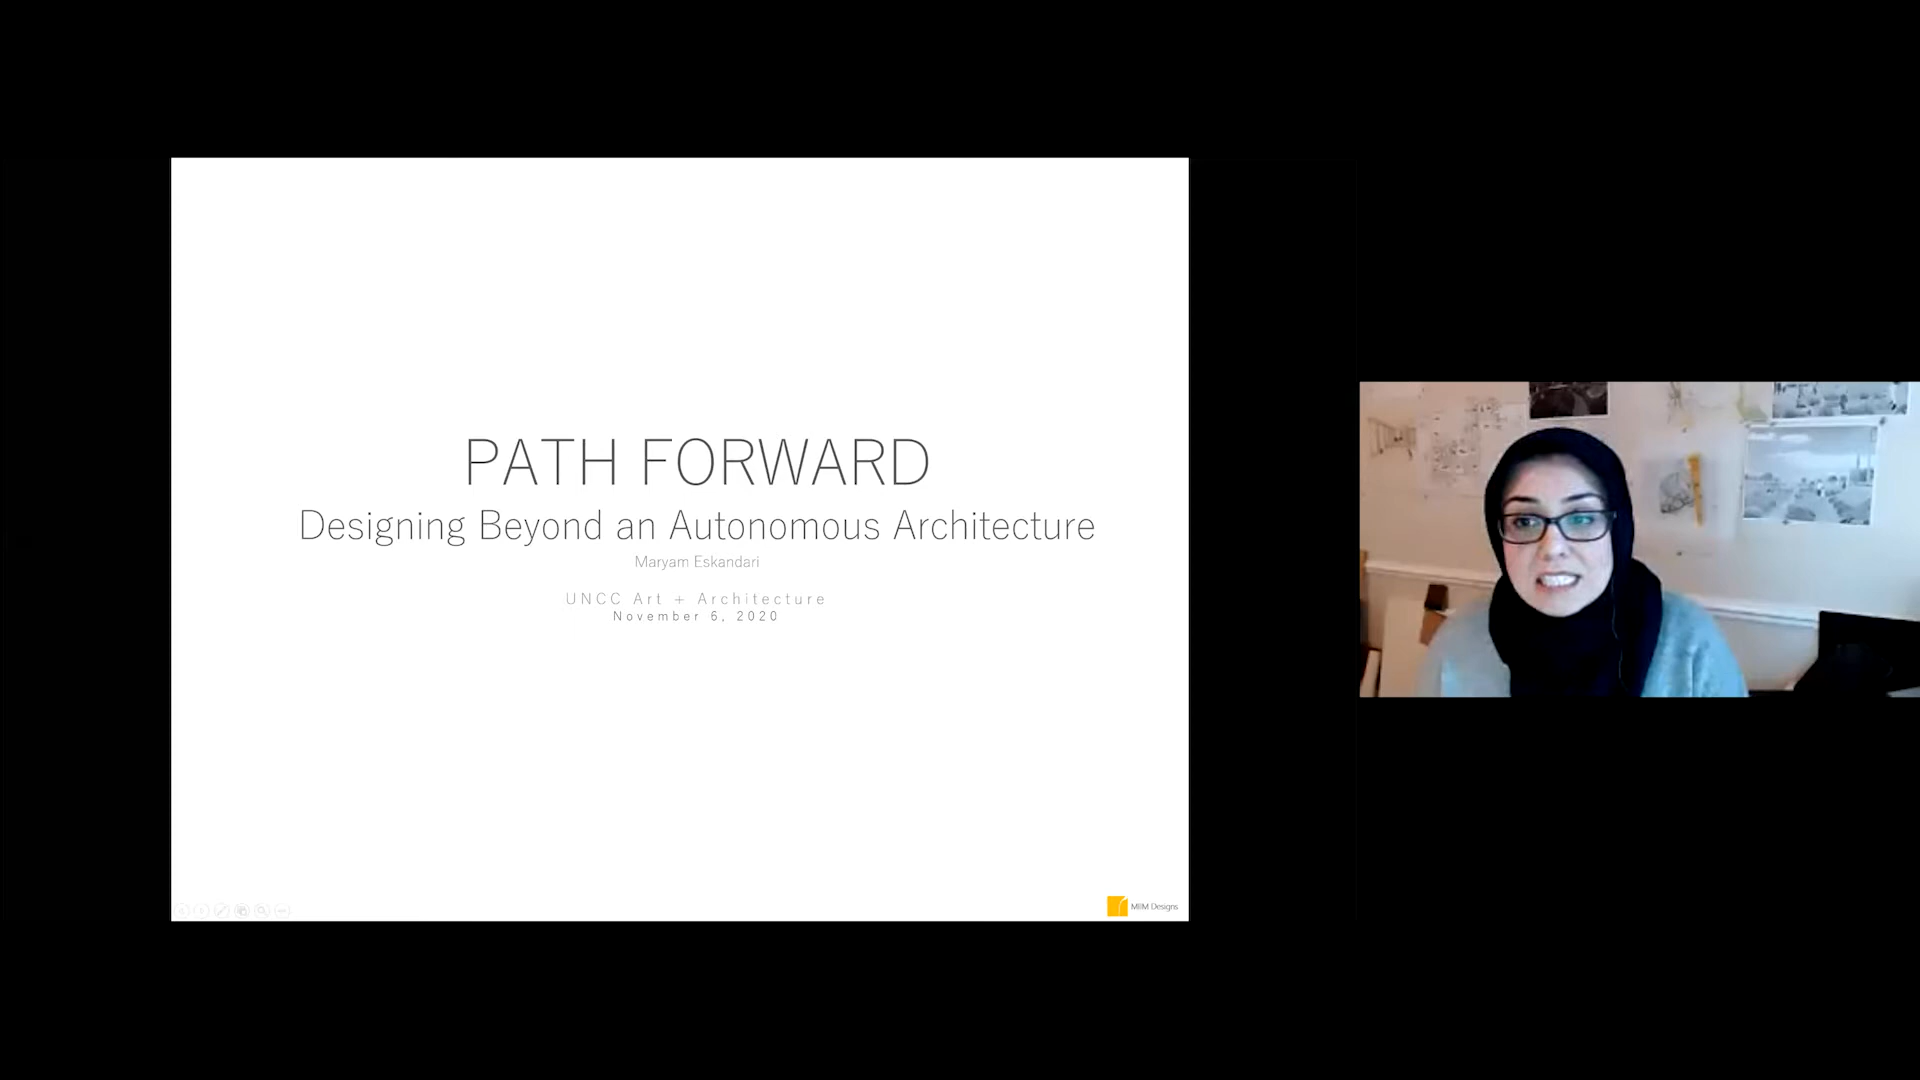 PATH FORWARD
Designing Beyond an Autonomous Architecture
Maryam Eskandari
UNCC Art + Architecture
November 6, 2020
MIIM Designs